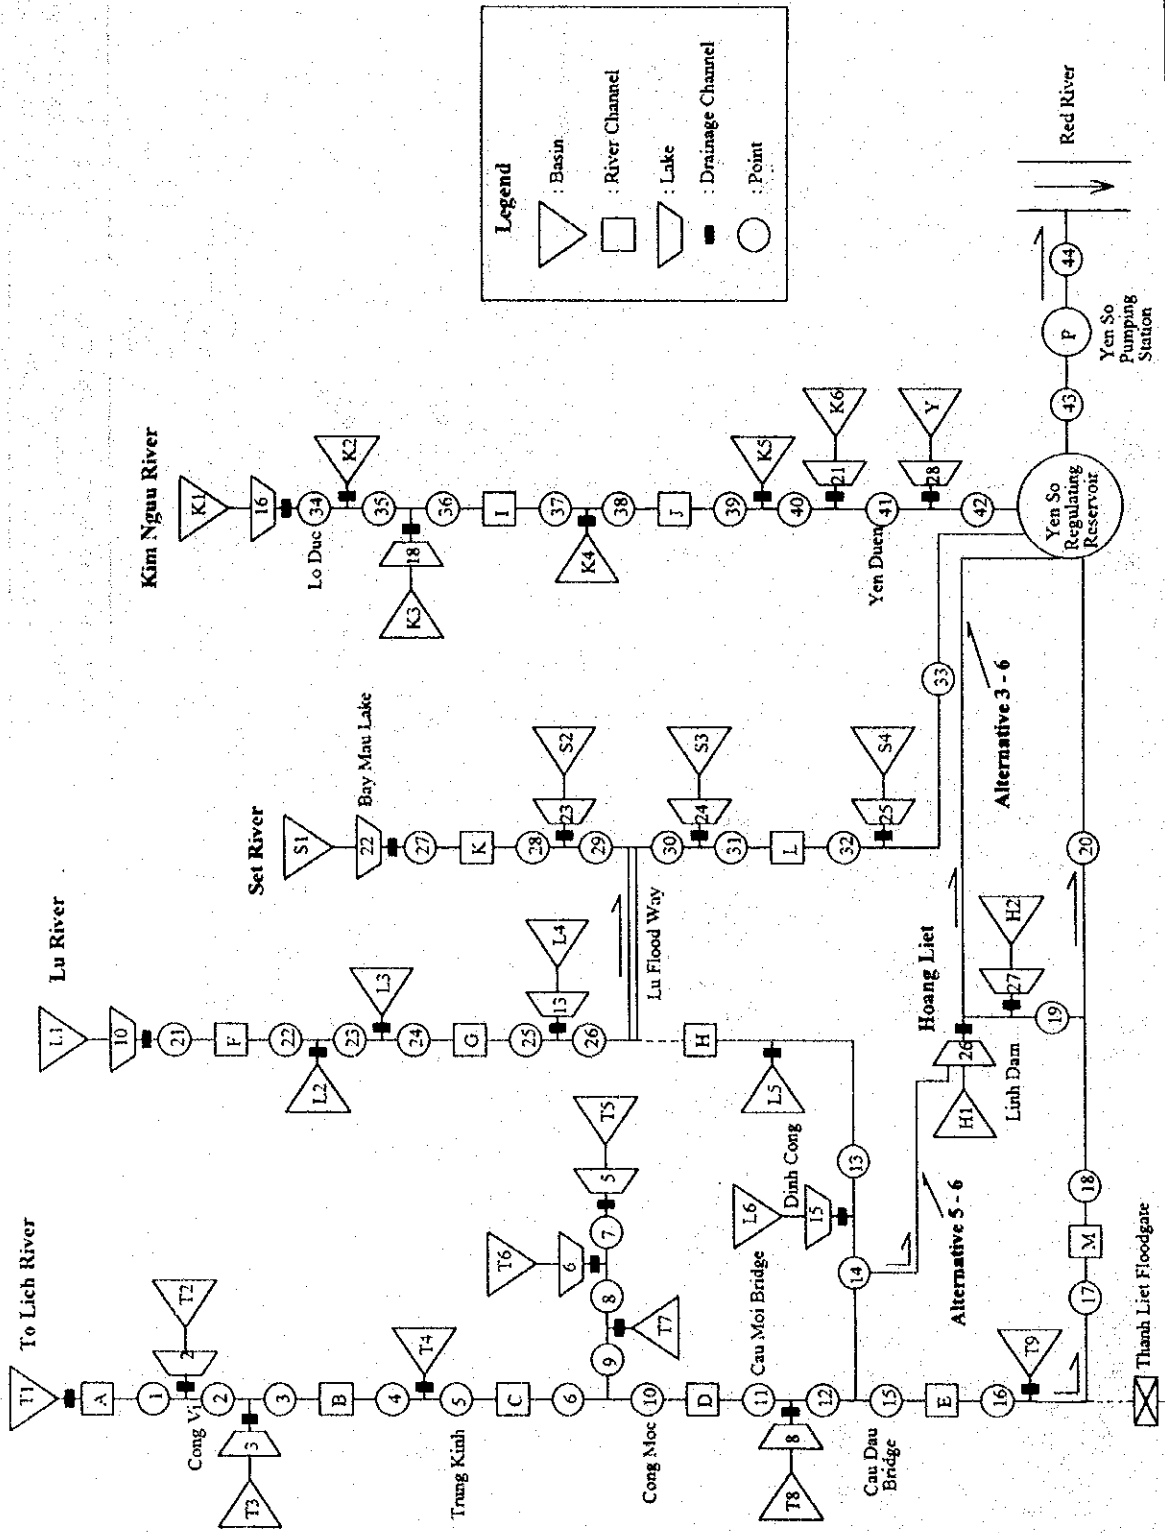 To Lich River
T1
A
1
T2
2
Cong Vi
2
T3
3
3
B
4
T4
5
Trung Kinh
C
6
T5
5
7
T6
6
8
T7
9
Cong Moc
10
D
Cau Moi Bridge
11
T8
8
12
Cau Dau
Bridge
15
E
16
T9
Thanh Liet Floodgate
17
M
18
Lu River
L1
10
21
F
22
L2
23
L3
24
G
25
L4
13
26
Lu Flood Way
H
L5
13
L6
Dinh Cong
15
14
Alternative 5 - 6
Hoang Liet
H1
26
Linh Dam
H2
27
19
20
Alternative 3 - 6
Set River
S1
Bay Mau Lake
22
27
K
28
S2
23
29
30
S3
24
31
L
32
S4
25
33
Kim Nguu River
K1
16
Lo Duc
34
K2
35
K3
18
36
I
37
K4
38
J
39
K5
40
K6
21
Yen Duen
41
Y
28
42
Yen So
Regulating
Reservoir
43
P
Yen So
Pumping
Station
44
Red River
Legend
: Basin
: River Channel
: Lake
: Drainage Channel
: Point